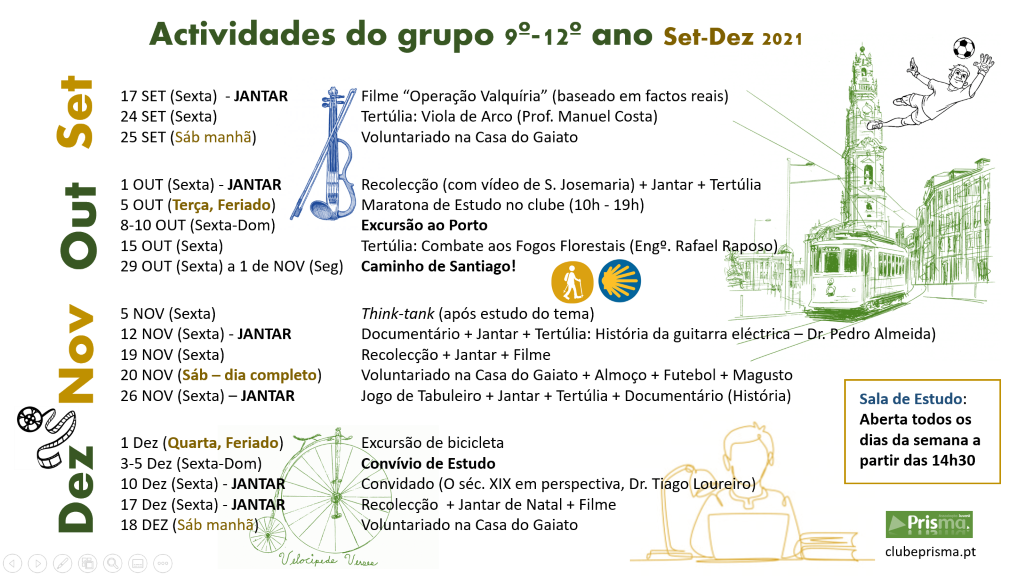 Actividades do grupo 9º-12º ano Set-Dez 2021
Set
17 SET (Sexta) - JANTAR Filme “Operação Valquíria” (baseado em factos reais)
24 SET (Sexta) Tertúlia: Viola de Arco (Prof. Manuel Costa)
25 SET (Sáb manhã) Voluntariado na Casa do Gaiato
Out
1 OUT (Sexta) - JANTAR Recolecção (com vídeo de S. Josemaria) + Jantar + Tertúlia
5 OUT (Terça, Feriado) Maratona de Estudo no clube (10h - 19h)
8-10 OUT (Sexta-Dom) Excursão ao Porto
15 OUT (Sexta) Tertúlia: Combate aos Fogos Florestais (Engº. Rafael Raposo)
29 OUT (Sexta) a 1 de NOV (Seg) Caminho de Santiago!
Nov
5 NOV (Sexta) Think-tank (após estudo do tema)
12 NOV (Sexta) - JANTAR Documentário + Jantar + Tertúlia: História da guitarra eléctrica – Dr. Pedro Almeida)
19 NOV (Sexta) Recolecção + Jantar + Filme
20 NOV (Sáb – dia completo) Voluntariado na Casa do Gaiato + Almoço + Futebol + Magusto
26 NOV (Sexta) – JANTAR Jogo de Tabuleiro + Jantar + Tertúlia + Documentário (História)
Dez
1 Dez (Quarta, Feriado) Excursão de bicicleta
3-5 Dez (Sexta-Dom) Convívio de Estudo
10 Dez (Sexta) - JANTAR Convidado (O séc. XIX em perspectiva, Dr. Tiago Loureiro)
17 Dez (Sexta) - JANTAR Recolecção + Jantar de Natal + Filme
18 DEZ (Sáb manhã) Voluntariado na Casa do Gaiato
Sala de Estudo:
Aberta todos os
dias da semana a
partir das 14h30
Prisma
clubeprisma.pt